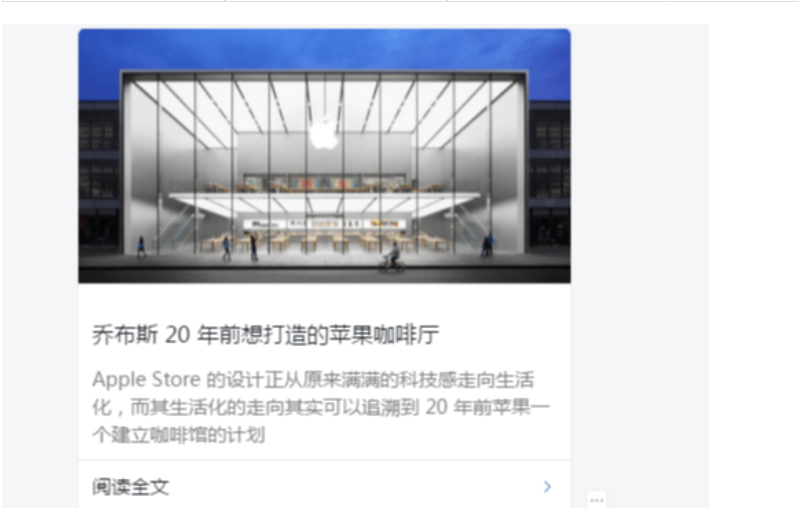 乔布斯 20 年前想打造的苹果咖啡厅
Apple Store 的设计正从原来满满的科技感走向生活
化，而其生活化的走向其实可以追溯到 20 年前苹果一
个建立咖啡馆的计划
阅读全文